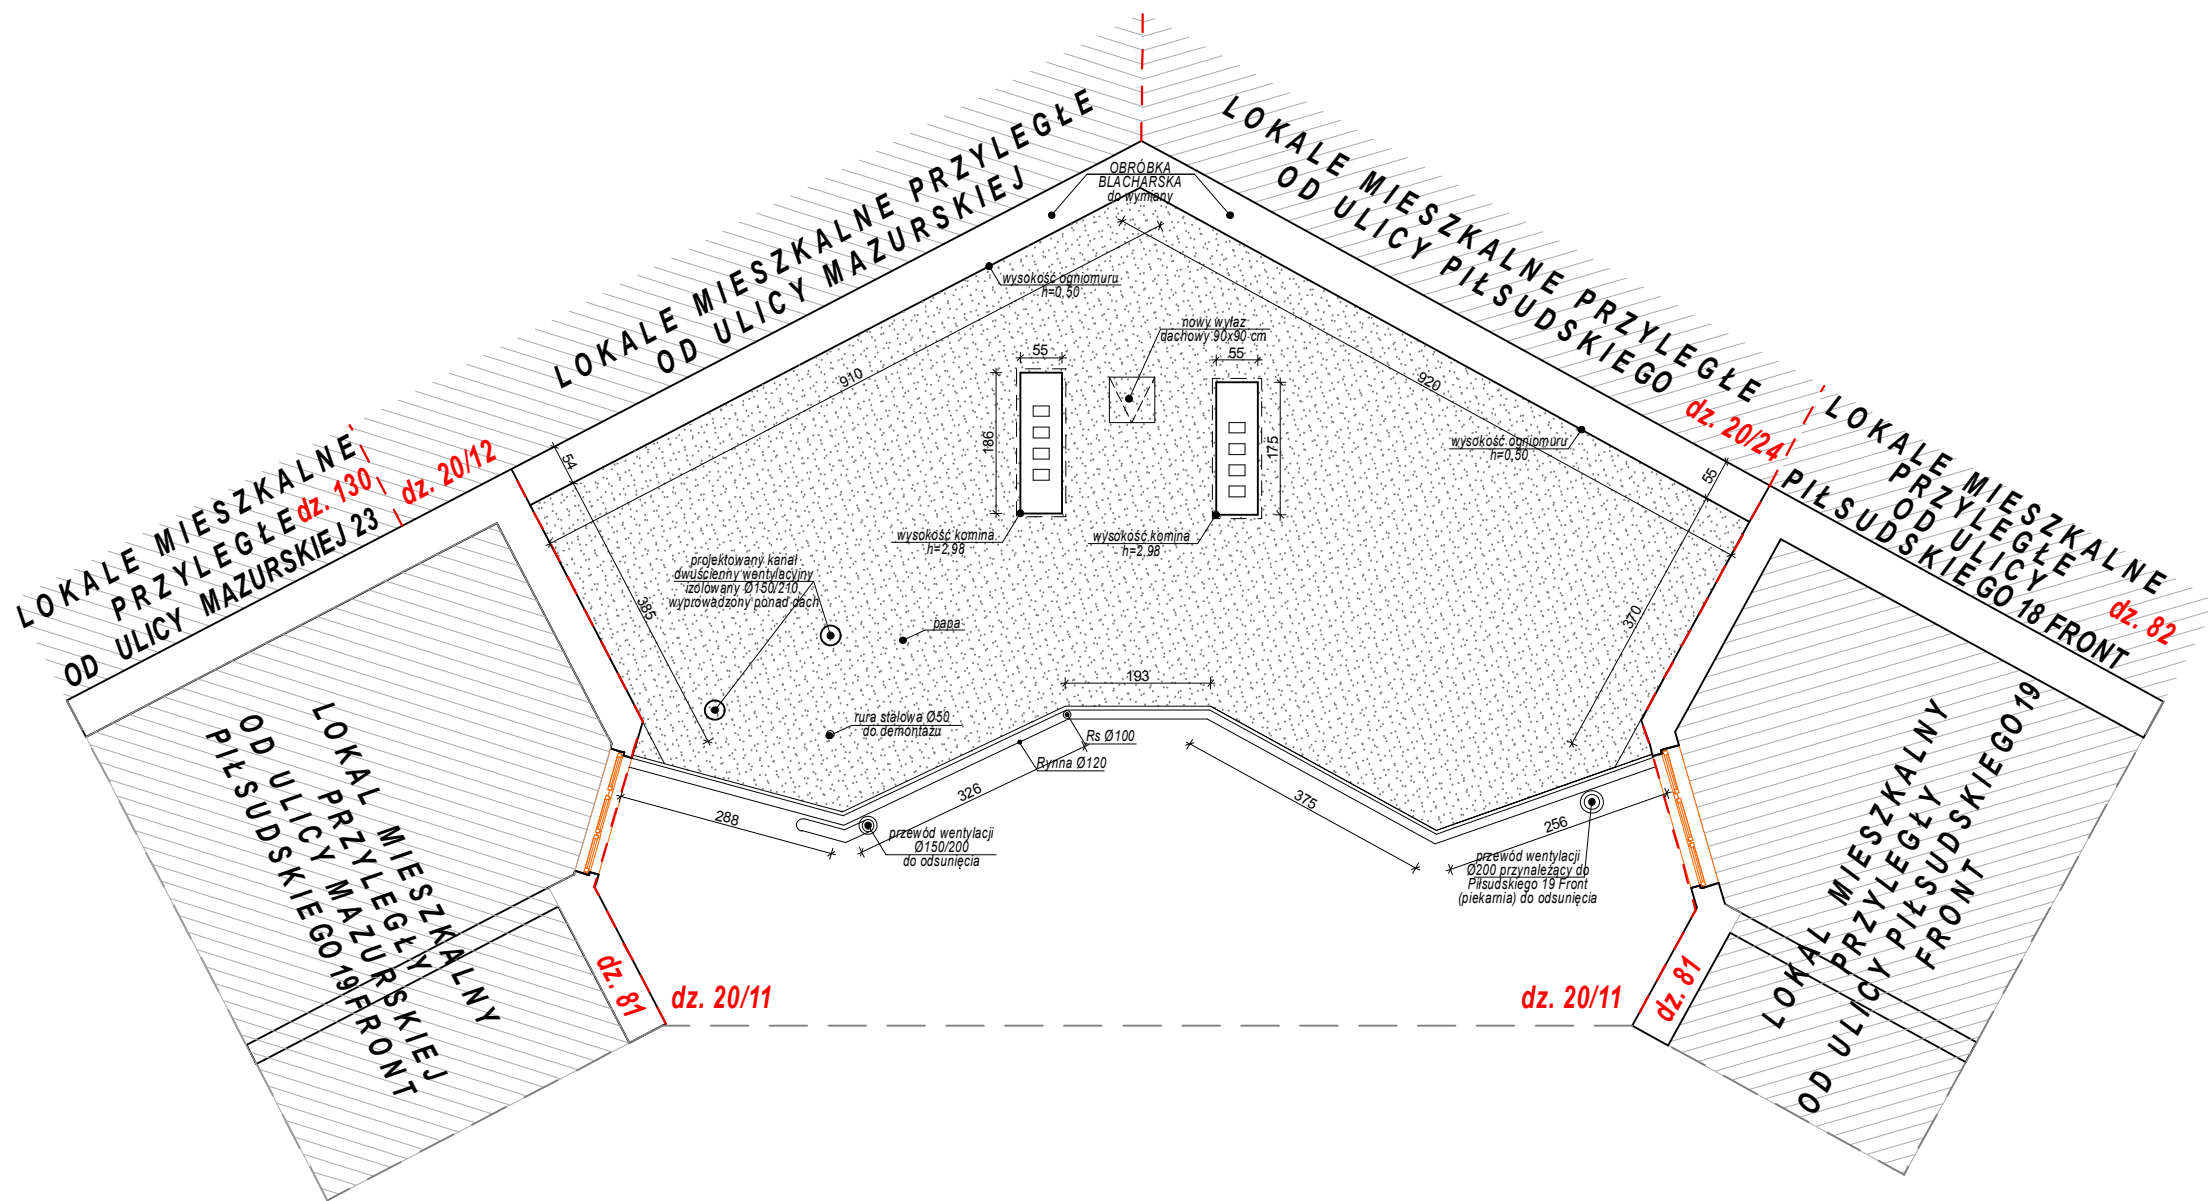 LOKALE MIESZKALNE PRZYLEGŁE
OD ULICY MAZURSKIEJ
LOKALE MIESZKALNE PRZYLEGŁE
OD ULICY PIŁSUDSKIEGO
OBRÓBKA
BLACHARSKA
do wymiany
wysokość ogniomuru
h=0,50
nowy wyłaz
dachowy 90x90 cm
55
55
910
920
186
175
wysokość ogniomuru
h=0,50
dz. 20/24
LOKALE MIESZKALNE
PRZYLEGŁE
OD ULICY
PIŁSUDSKIEGO 18 FRONT
dz. 82
LOKALE MIESZKALNE
PRZYLEGŁE
OD ULICY MAZURSKIEJ 23
dz. 130
dz. 20/12
54
55
wysokość komina
h=2,98
wysokość komina
h=2,98
projektowany kanał
dwuścienny wentylacyjny
izolowany Ø150/210
wyprowadzony ponad dach
385
370
papa
193
rura stalowa Ø50
do demontażu
Rs Ø100
Rynna Ø120
288
326
375
256
przewód wentylacji
Ø150/200
do odsunięcia
przewód wentylacji
Ø200 przynależący do
Piłsudskiego 19 Front
(piekarnia) do odsunięcia
LOKAL MIESZKALNY
PRZYLEGŁY
OD ULICY MAZURSKIEJ
PIŁSUDSKIEGO 19 FRONT
LOKAL MIESZKALNY
PRZYLEGŁY
OD ULICY PIŁSUDSKIEGO 19
FRONT
dz. 81
dz. 20/11
dz. 20/11
dz. 81